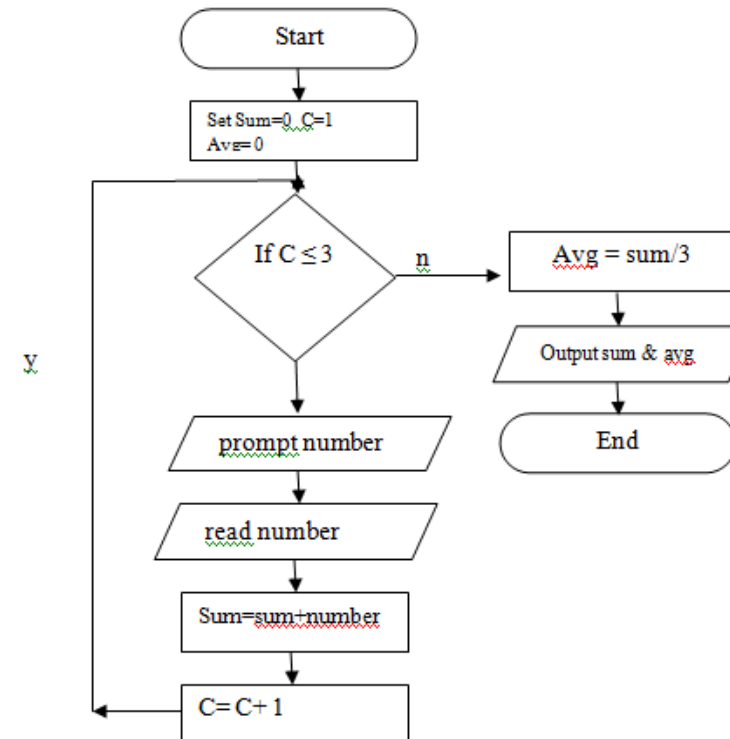 Start
Set Sum=0 C=1
Avg= 0
If C ≤ 3
n
Avg = sum/3
Output sum & avg
End
y
prompt number
read number
Sum=sum+number
C= C+ 1